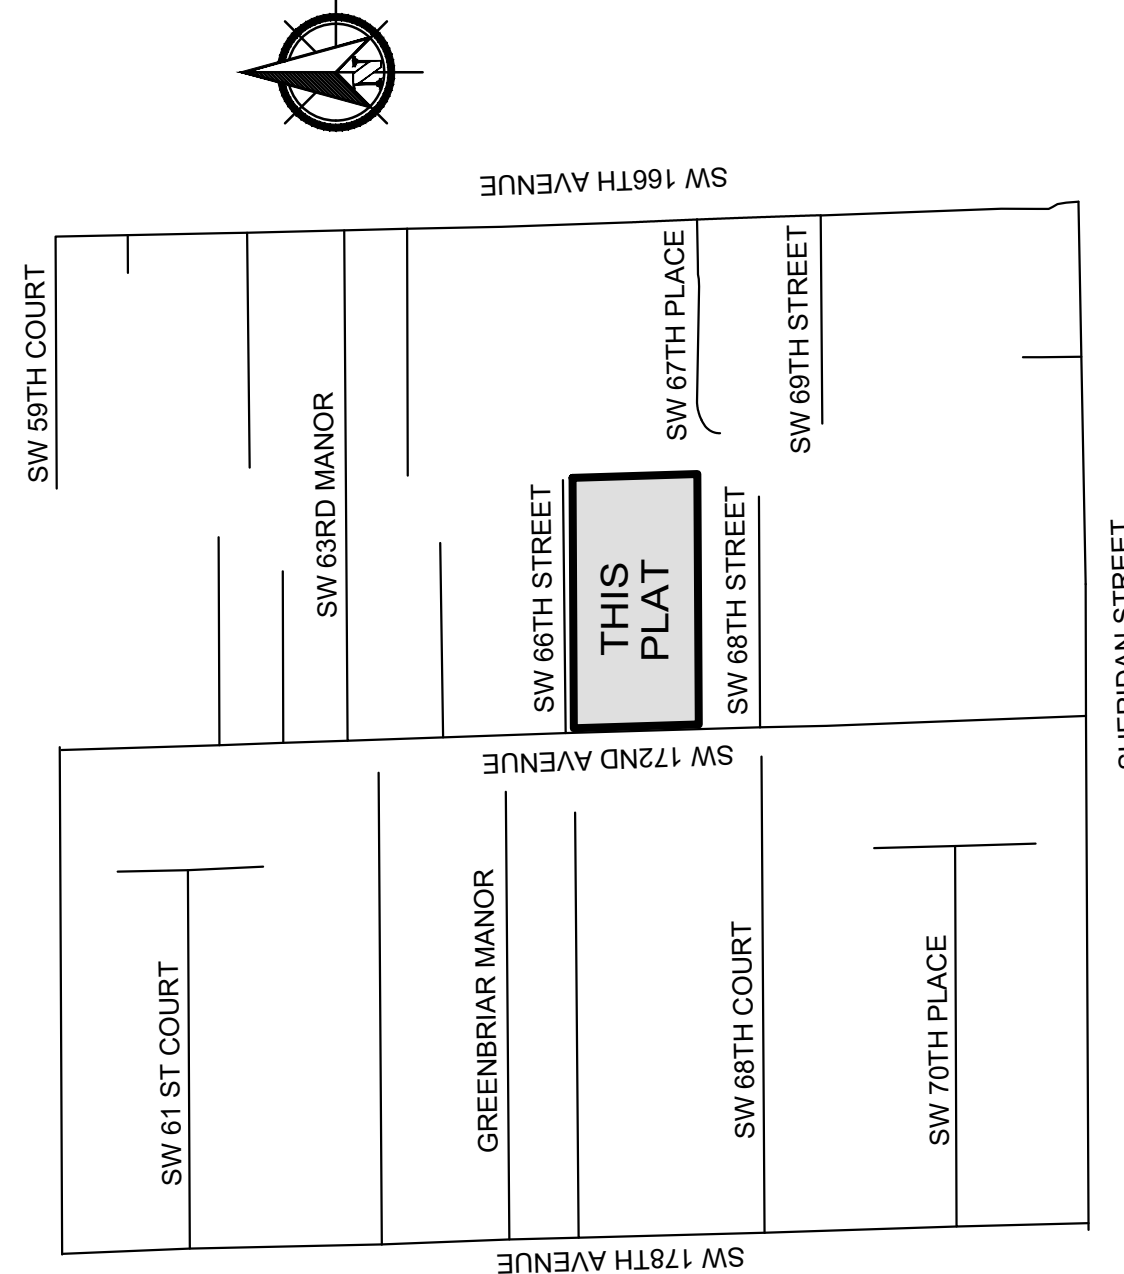 N
SW 166TH AVENUE
SW 59TH COURT
SW 63RD MANOR
SW 67TH PLACE
SW 69TH STREET
SW 66TH STREET
THIS
PLAT
SW 68TH STREET
SHERIDAN STREET
SW 172ND AVENUE
SW 61 ST COURT
GREENBRIAR MANOR
SW 68TH COURT
SW 70TH PLACE
SW 178TH AVENUE